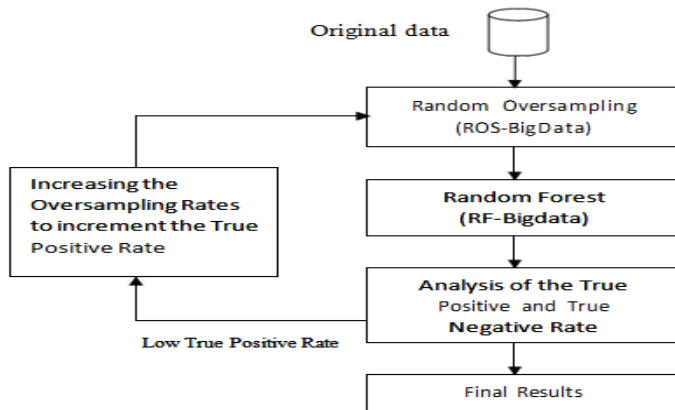 Original data
Random Oversampling
(ROS-BigData)
Increasing the
Oversampling Rates
to increment the True
Positive Rate
Random Forest
(RF-Bigdata)
Analysis of the True
Positive and True
Negative Rate
Low True Positive Rate
Final Results